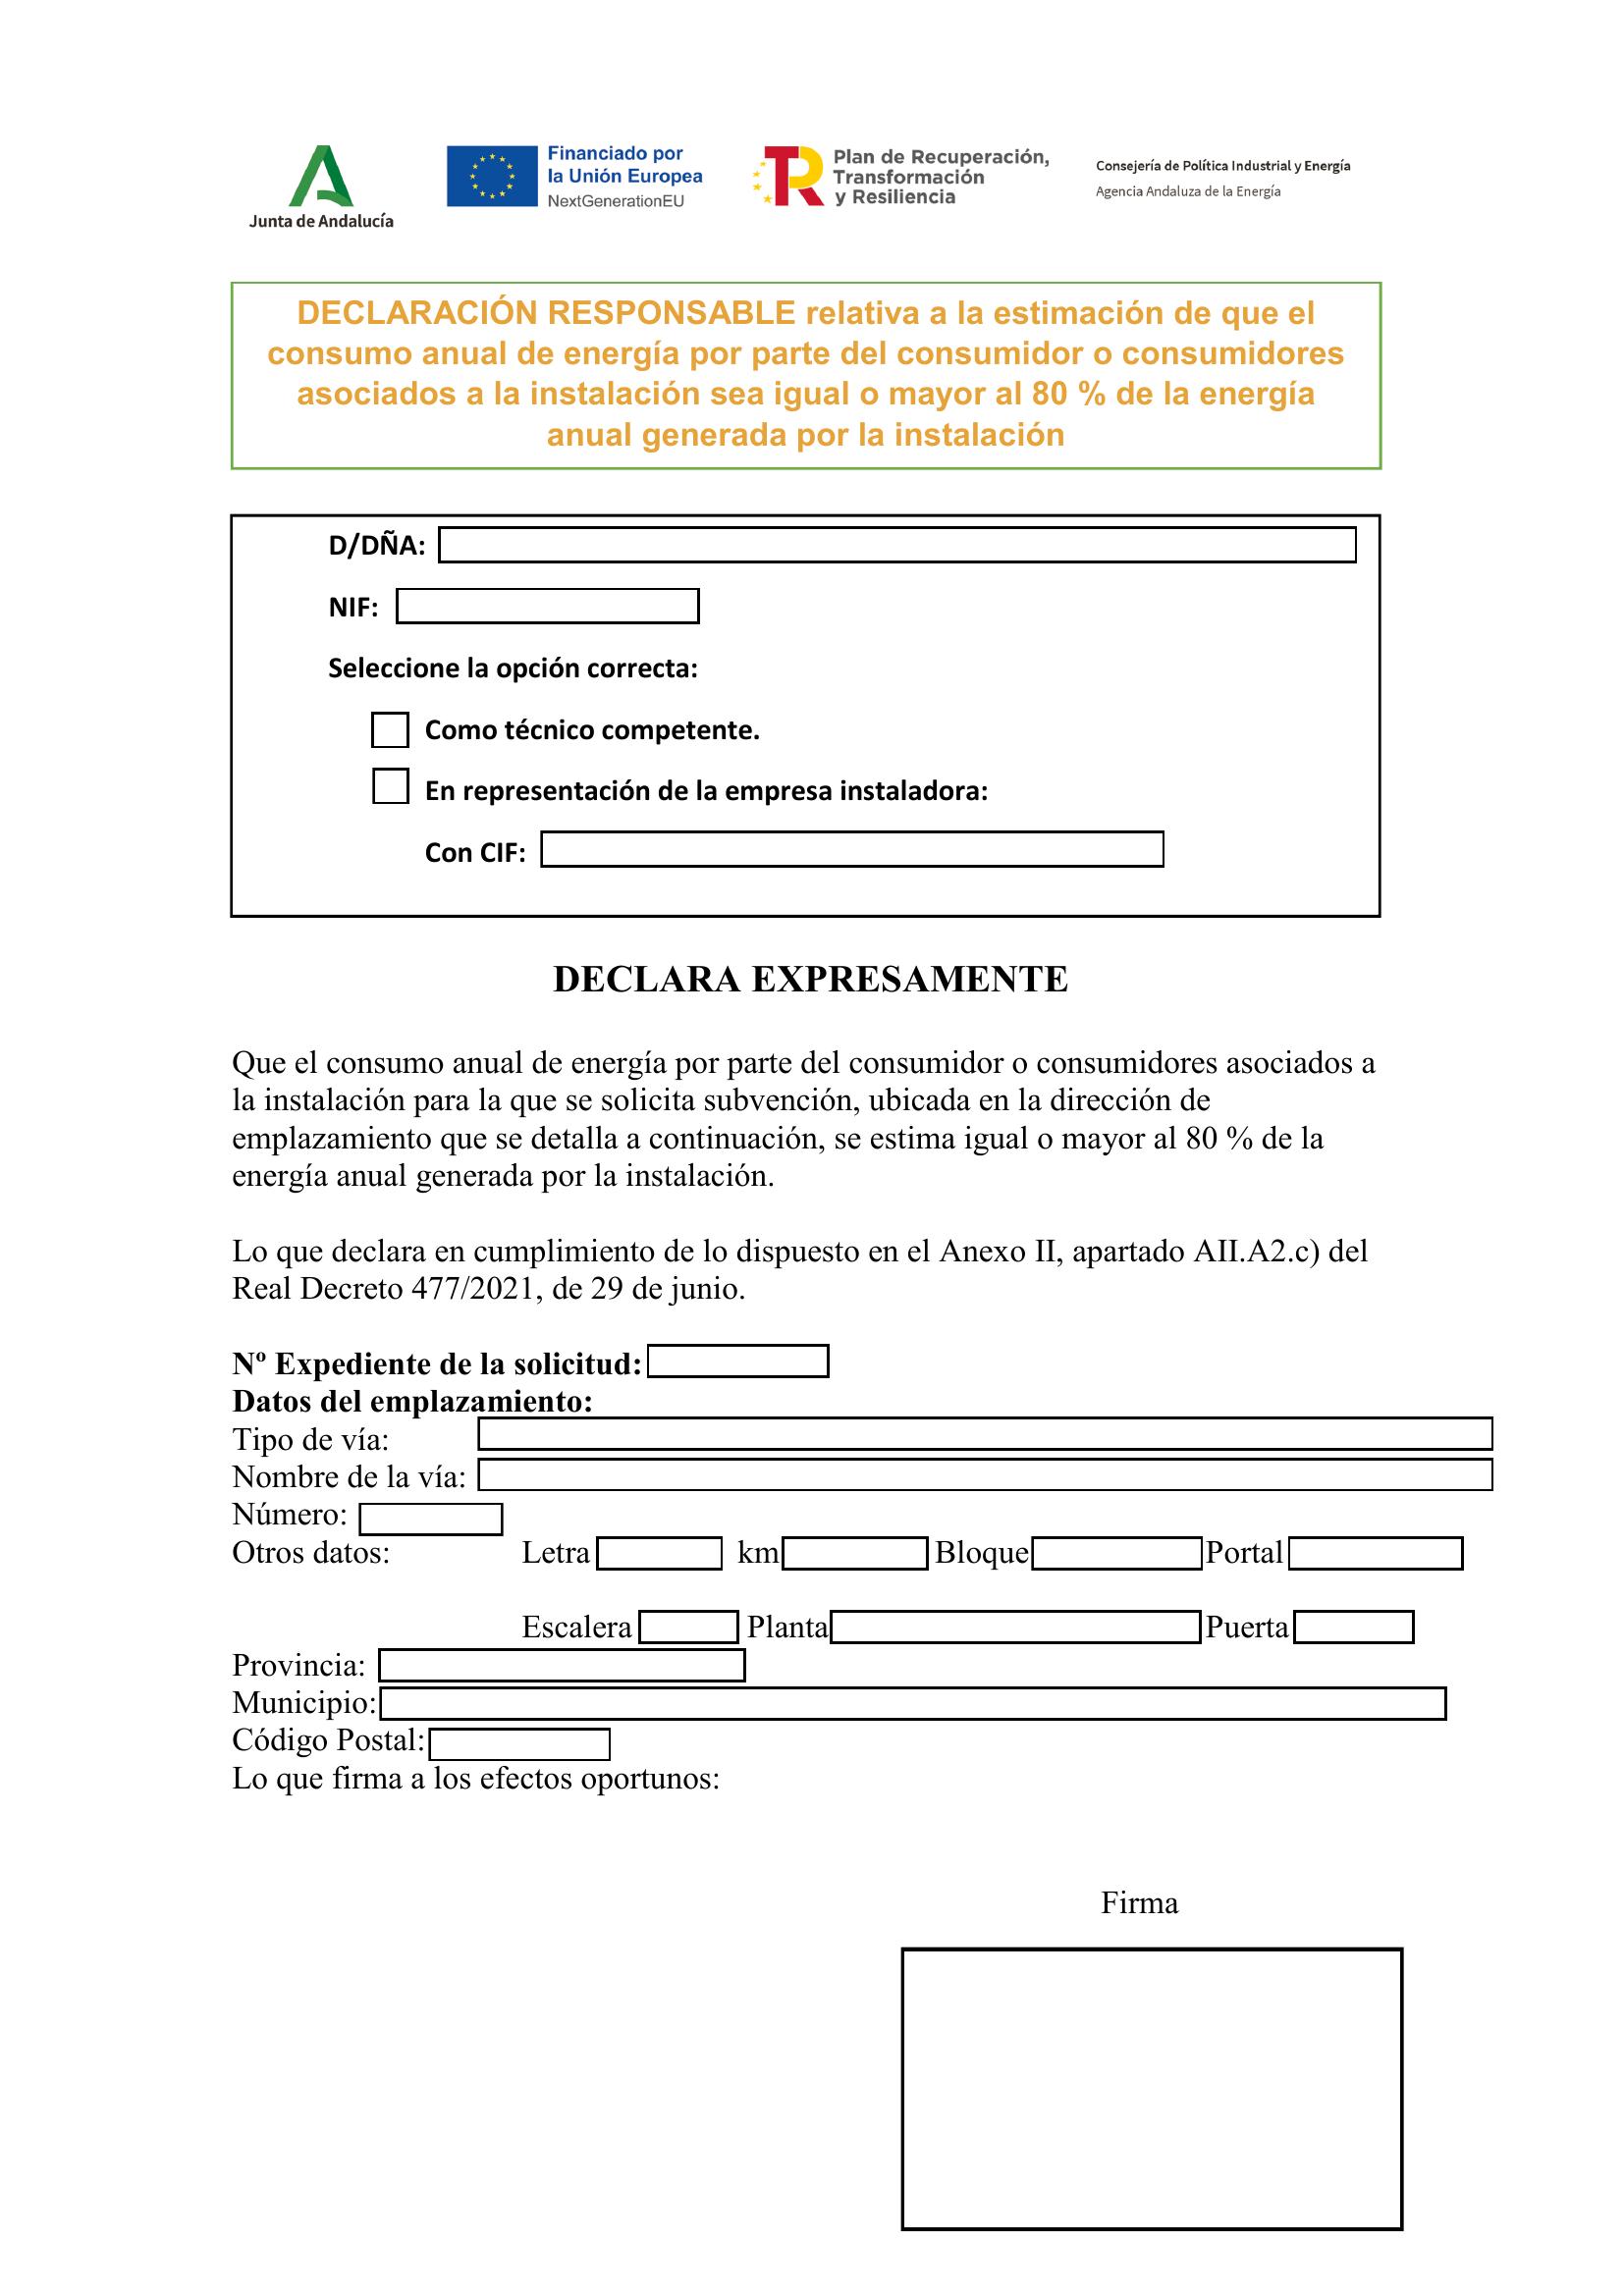 Junta de Andalucía
Financiado por
la Unión Europea
NextGenerationEU
Plan de Recuperación,
Transformación
y Resiliencia
Consejería de Política Industrial y Energía
Agencia Andaluza de la Energía
DECLARACIÓN RESPONSABLE relativa a la estimación de que el
consumo anual de energía por parte del consumidor o consumidores
asociados a la instalación sea igual o mayor al 80 % de la energía
anual generada por la instalación
D/DÑA:
NIF:
Seleccione la opción correcta:
Como técnico competente.
En representación de la empresa instaladora:
Con CIF:
DECLARA EXPRESAMENTE
Que el consumo anual de energía por parte del consumidor o consumidores asociados a
la instalación para la que se solicita subvención, ubicada en la dirección de
emplazamiento que se detalla a continuación, se estima igual o mayor al 80 % de la
energía anual generada por la instalación.
Lo que declara en cumplimiento de lo dispuesto en el Anexo II, apartado AII.A2.c) del
Real Decreto 477/2021, de 29 de junio.
Nº Expediente de la solicitud:
Datos del emplazamiento:
Tipo de vía:
Nombre de la vía:
Número:
Otros datos: Letra km Bloque Portal
Escalera Planta Puerta
Provincia:
Municipio:
Código Postal:
Lo que firma a los efectos oportunos:
Firma